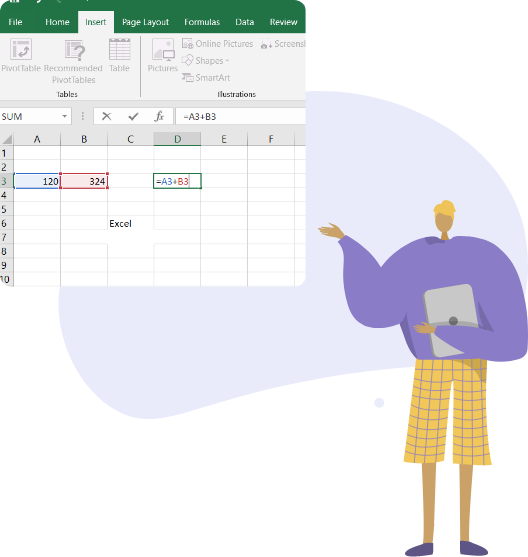 File Home Insert Page Layout Formulas Data Review
PivotTable Recommended Table Pictures Online Pictures
PivotTables Shapes
SmartArt
Tables Illustrations
SUM fx =A3+B3
A B C D E F
1
2
3 120 324 =A3+B3
4
5
6 Excel
7
8
9
10